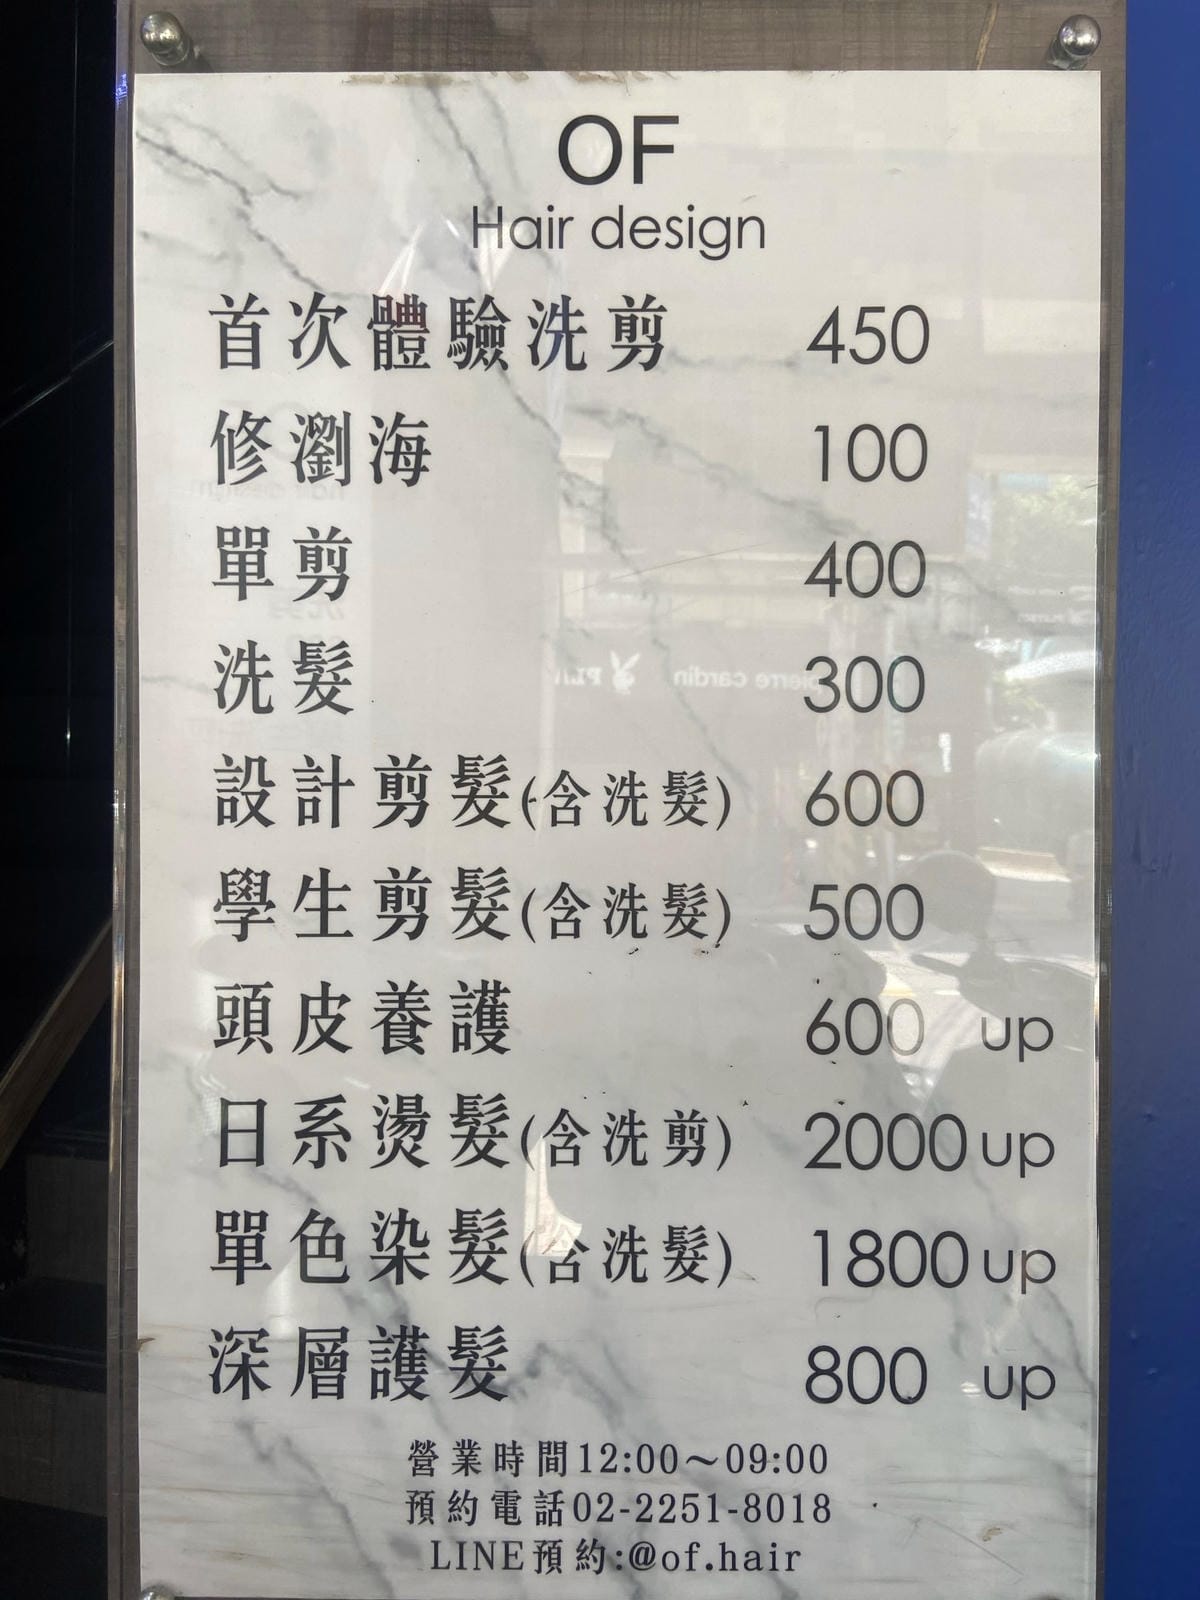 OF
Hair design
首次體驗洗剪 450
修瀏海 100
單剪 400
洗髮 300
設計剪髮(含洗髮) 600
學生剪髮(含洗髮) 500
頭皮養護 600 up
日系燙髮(含洗剪) 2000 up
單色染髮(含洗髮) 1800 up
深層護髮 800 up
營業時間12:00～09:00
預約電話02-2251-8018
LINE預約:@of.hair
pierre cardin